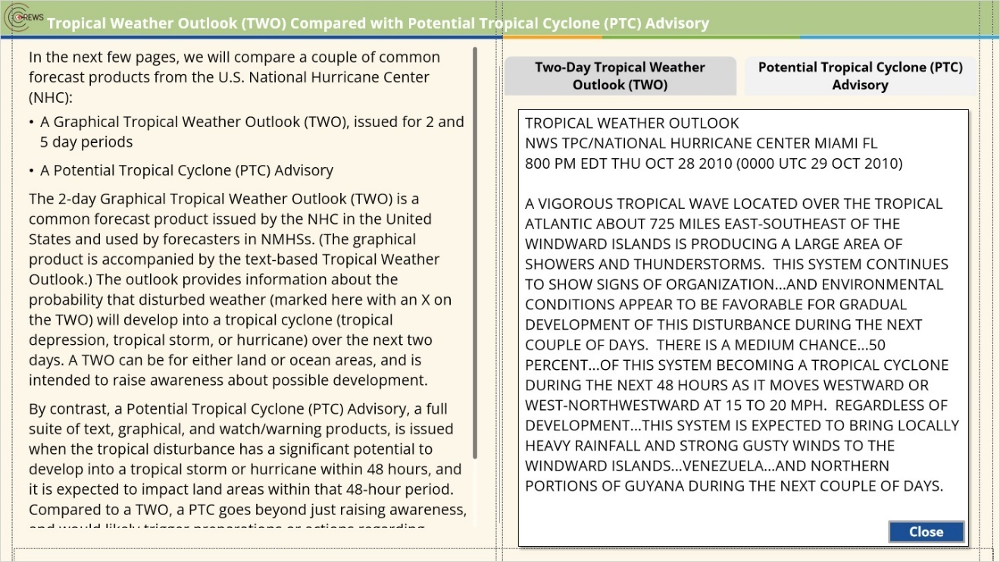 CREWS
Tropical Weather Outlook (TWO) Compared with Potential Tropical Cyclone (PTC) Advisory
In the next few pages, we will compare a couple of common
forecast products from the U.S. National Hurricane Center
(NHC):
• A Graphical Tropical Weather Outlook (TWO), issued for 2 and
5 day periods
• A Potential Tropical Cyclone (PTC) Advisory
The 2-day Graphical Tropical Weather Outlook (TWO) is a
common forecast product issued by the NHC in the United
States and used by forecasters in NMHSs. (The graphical
product is accompanied by the text-based Tropical Weather
Outlook.) The outlook provides information about the
probability that disturbed weather (marked here with an X on
the TWO) will develop into a tropical cyclone (tropical
depression, tropical storm, or hurricane) over the next two
days. A TWO can be for either land or ocean areas, and is
intended to raise awareness about possible development.
By contrast, a Potential Tropical Cyclone (PTC) Advisory, a full
suite of text, graphical, and watch/warning products, is issued
when the tropical disturbance has a significant potential to
develop into a tropical storm or hurricane within 48 hours, and
it is expected to impact land areas within that 48-hour period.
Compared to a TWO, a PTC goes beyond just raising awareness,
and would likely trigger preparations or actions regarding
Two-Day Tropical Weather
Outlook (TWO)
Potential Tropical Cyclone (PTC)
Advisory
TROPICAL WEATHER OUTLOOK
NWS TPC/NATIONAL HURRICANE CENTER MIAMI FL
800 PM EDT THU OCT 28 2010 (0000 UTC 29 OCT 2010)
A VIGOROUS TROPICAL WAVE LOCATED OVER THE TROPICAL
ATLANTIC ABOUT 725 MILES EAST-SOUTHEAST OF THE
WINDWARD ISLANDS IS PRODUCING A LARGE AREA OF
SHOWERS AND THUNDERSTORMS.  THIS SYSTEM CONTINUES
TO SHOW SIGNS OF ORGANIZATION...AND ENVIRONMENTAL
CONDITIONS APPEAR TO BE FAVORABLE FOR GRADUAL
DEVELOPMENT OF THIS DISTURBANCE DURING THE NEXT
COUPLE OF DAYS.  THERE IS A MEDIUM CHANCE...50
PERCENT...OF THIS SYSTEM BECOMING A TROPICAL CYCLONE
DURING THE NEXT 48 HOURS AS IT MOVES WESTWARD OR
WEST-NORTHWESTWARD AT 15 TO 20 MPH.  REGARDLESS OF
DEVELOPMENT...THIS SYSTEM IS EXPECTED TO BRING LOCALLY
HEAVY RAINFALL AND STRONG GUSTY WINDS TO THE
WINDWARD ISLANDS...VENEZUELA...AND NORTHERN
PORTIONS OF GUYANA DURING THE NEXT COUPLE OF DAYS.
Close